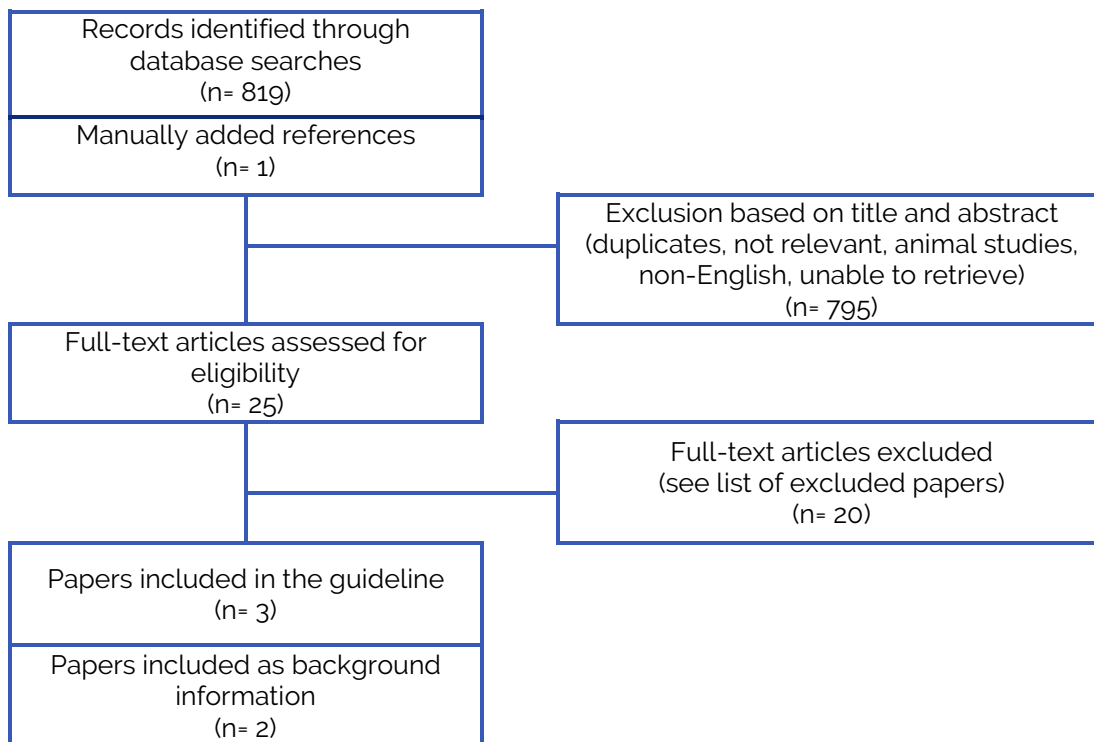 Records identified through
database searches
(n= 819)
Manually added references
(n= 1)
Exclusion based on title and abstract
(duplicates, not relevant, animal studies,
non-English, unable to retrieve)
(n= 795)
Full-text articles assessed for
eligibility
(n= 25)
Full-text articles excluded
(see list of excluded papers)
(n= 20)
Papers included in the guideline
(n= 3)
Papers included as background
information
(n= 2)